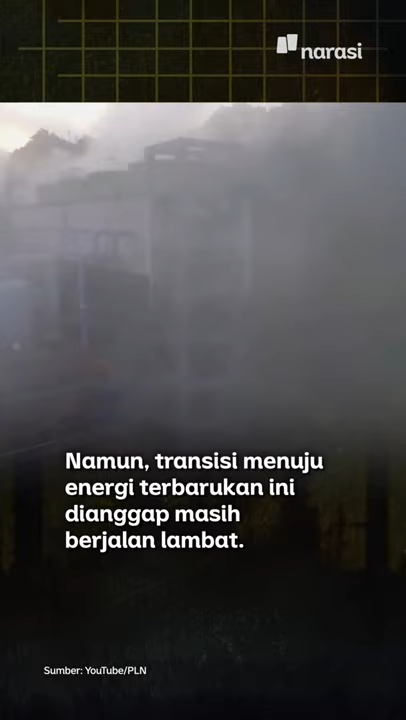 narasi
Namun, transisi menuju
energi terbarukan ini
dianggap masih
berjalan lambat.
Sumber: YouTube/PLN